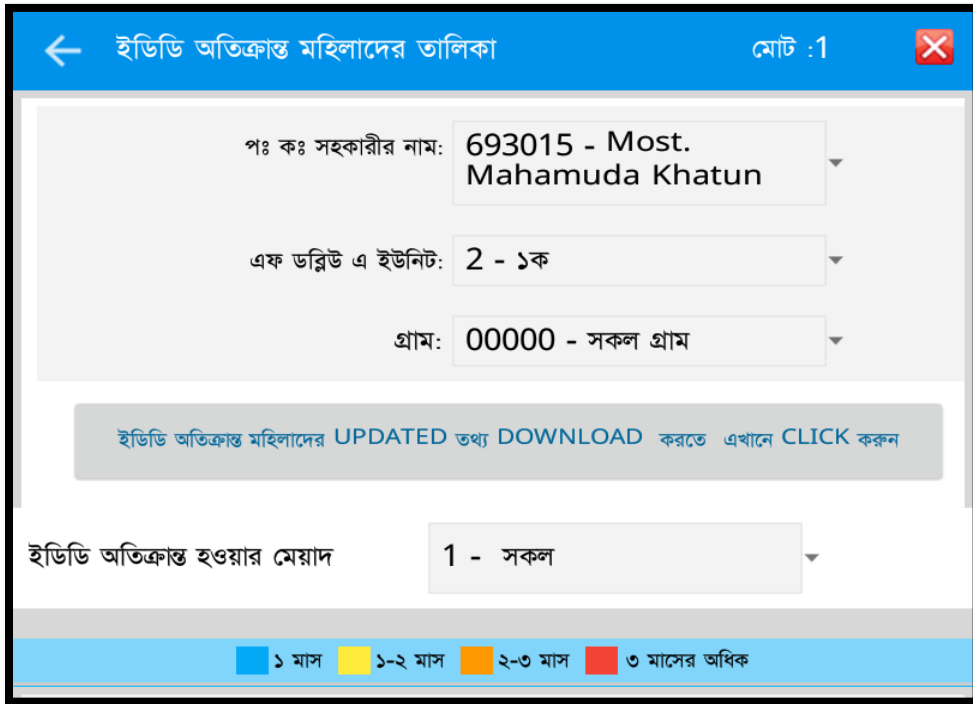 ইডিডি অতিক্রান্ত মহিলাদের তালিকা মোট :1
পঃ কঃ সহকারীর নাম: 693015 - Most.
Mahamuda Khatun
এফ ডব্লিউ এ ইউনিট: 2 - ১ক
গ্রাম: 00000 - সকল গ্রাম
ইডিডি অতিক্রান্ত মহিলাদের UPDATED তথ্য DOWNLOAD করতে এখানে CLICK করুন
ইডিডি অতিক্রান্ত হওয়ার মেয়াদ 1 - সকল
১ মাস ১-২ মাস ২-৩ মাস ৩ মাসের অধিক